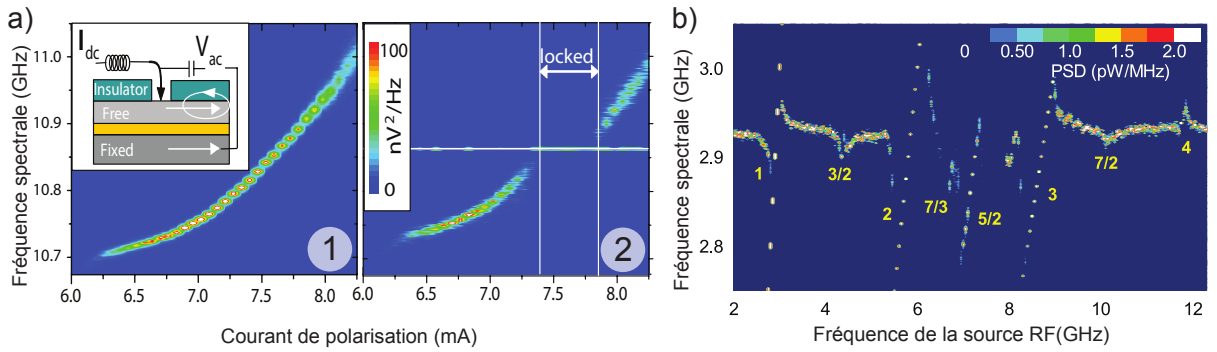 a)
Fréquence spectrale (GHz)
11.0
10.9
10.8
10.7
I dc
V ac
Insulator
Free
Fixed
1
6.0 6.5 7.0 7.5 8.0
100
nV²/Hz
0
locked
2
6.0 6.5 7.0 7.5 8.0
Courant de polarisation (mA)
b)
Fréquence spectrale (GHz)
3.0
2.9
2.8
0 0.50 1.0 1.5 2.0
PSD (pW/MHz)
1
3/2
2
7/3
5/2
3
7/2
4
2 4 6 8 10 12
Fréquence de la source RF(GHz)